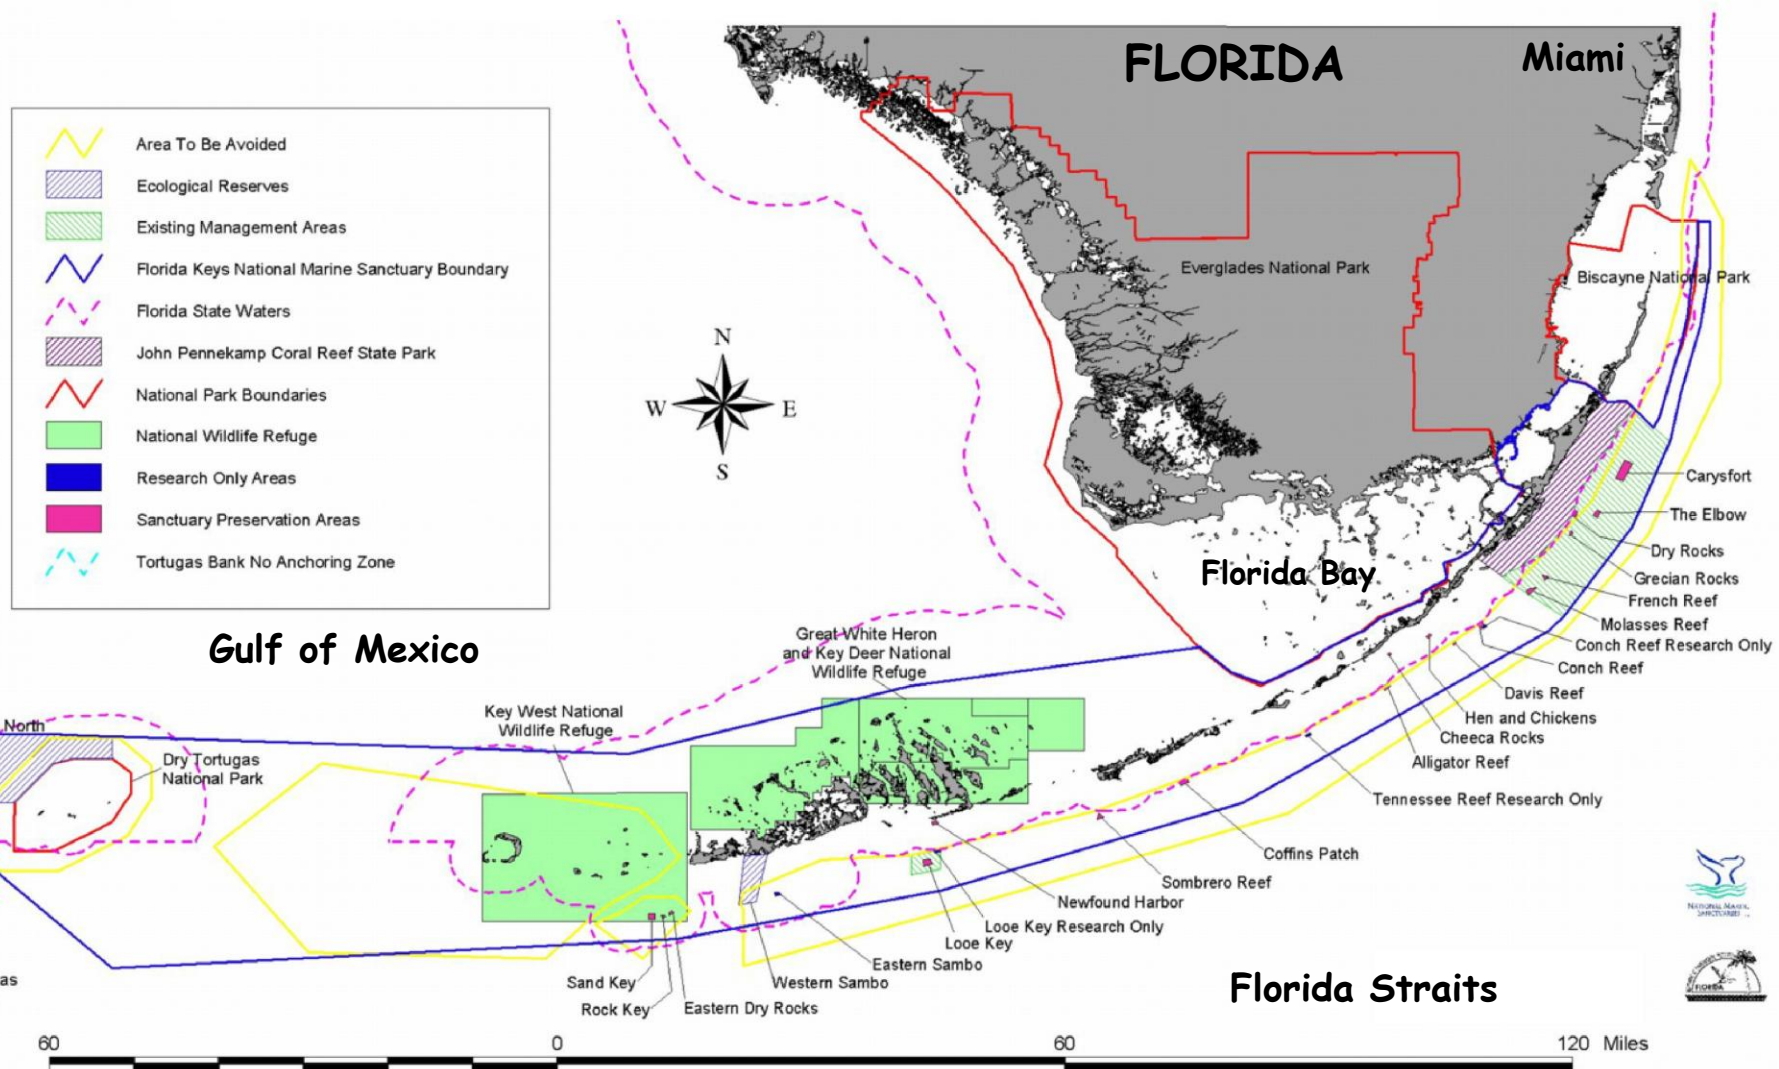 FLORIDA
Miami
Area To Be Avoided
Ecological Reserves
Existing Management Areas
Florida Keys National Marine Sanctuary Boundary
Florida State Waters
John Pennekamp Coral Reef State Park
National Park Boundaries
National Wildlife Refuge
Research Only Areas
Sanctuary Preservation Areas
Tortugas Bank No Anchoring Zone
N
W
E
S
Everglades National Park
Biscayne National Park
Carysfort
The Elbow
Dry Rocks
Grecian Rocks
French Reef
Molasses Reef
Conch Reef Research Only
Conch Reef
Davis Reef
Hen and Chickens
Cheeca Rocks
Alligator Reef
Tennessee Reef Research Only
Coffins Patch
Sombrero Reef
Newfound Harbor
Looe Key Research Only
Looe Key
Eastern Sambo
Western Sambo
Eastern Dry Rocks
Rock Key
Sand Key
Florida Bay
Gulf of Mexico
Great White Heron
and Key Deer National
Wildlife Refuge
Key West National
Wildlife Refuge
North
Dry Tortugas
National Park
as
Florida Straits
NATIONAL MARINE
SANCTUARIES
FLORIDA
60
0
60
120 Miles